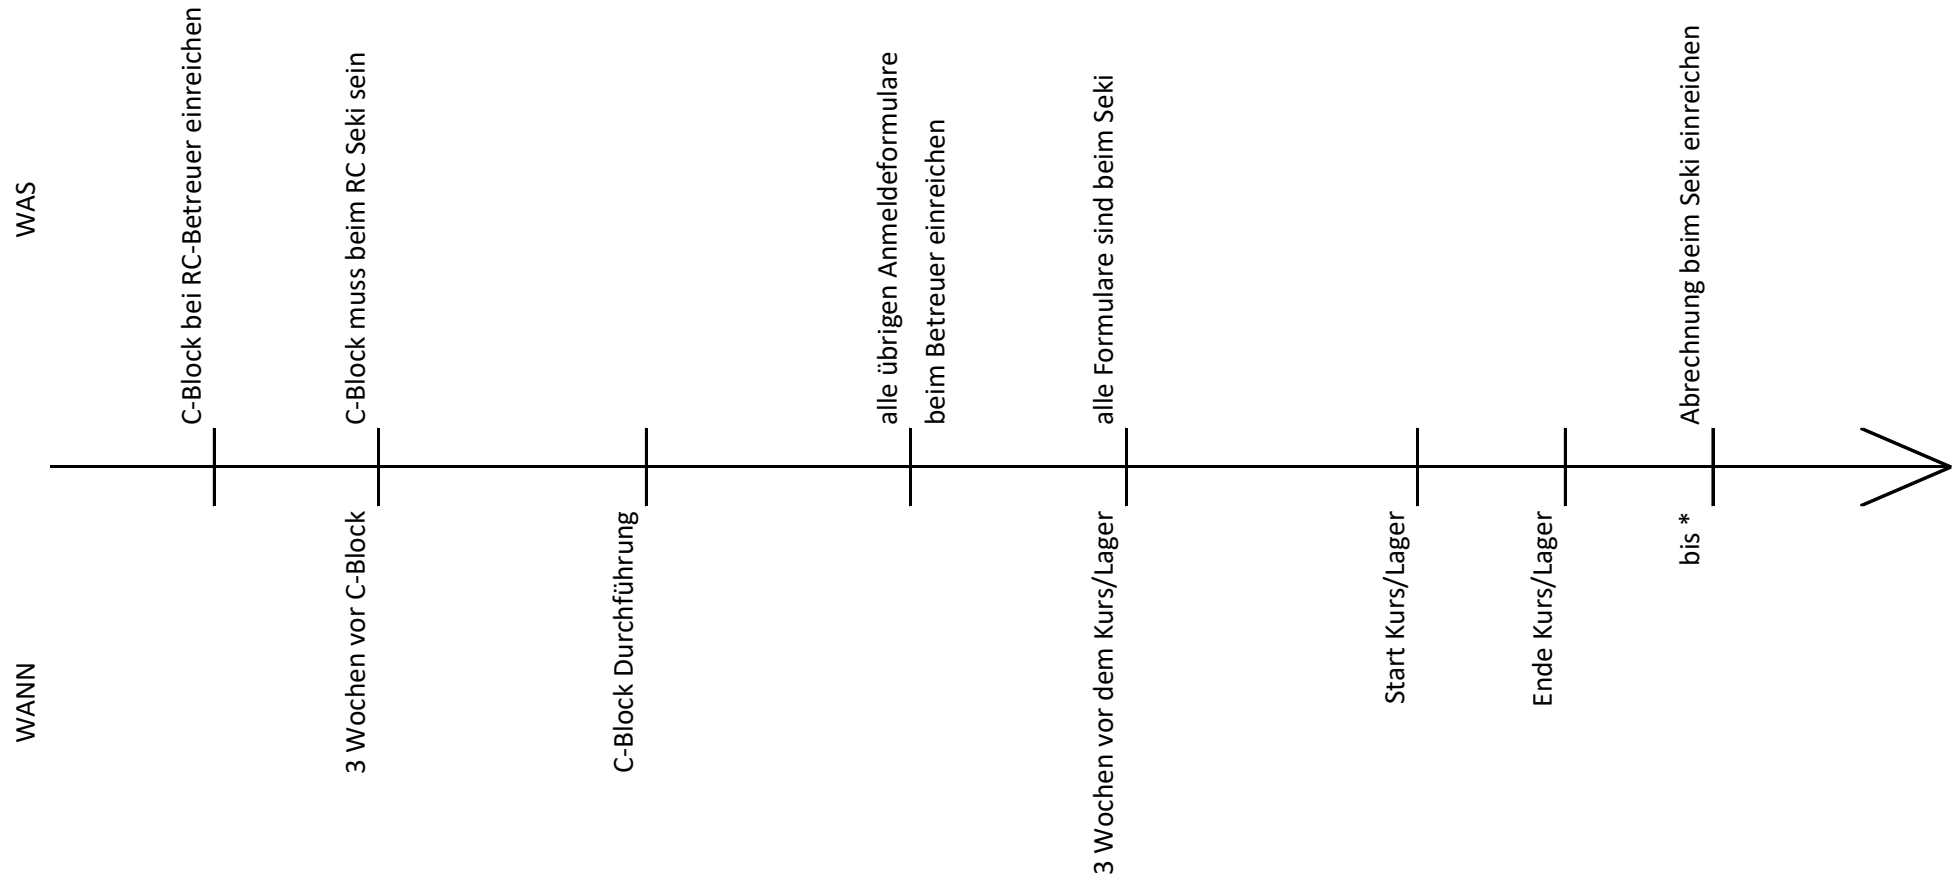 WAS
C-Block bei RC-Betreuer einreichen
C-Block muss beim RC Seki sein
alle übrigen Anmeldeformulare
beim Betreuer einreichen
alle Formulare sind beim Seki
Abrechnung beim Seki einreichen
WANN
3 Wochen vor C-Block
C-Block Durchführung
3 Wochen vor dem Kurs/Lager
Start Kurs/Lager
Ende Kurs/Lager
bis *